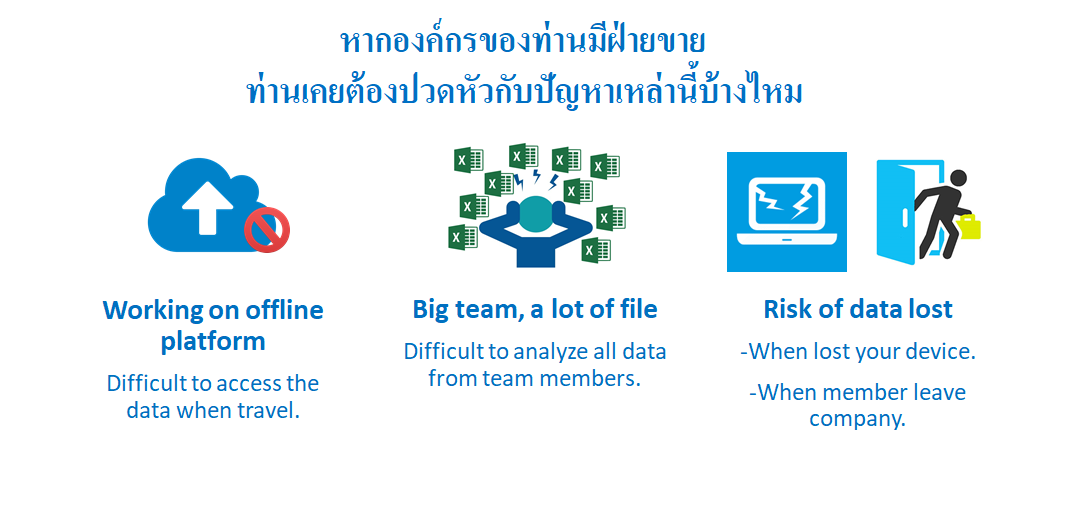 หากองค์กรของท่านมีฝ่ายขาย
ท่านเคยต้องปวดหัวกับปัญหาเหล่านี้บ้างไหม
Working on offline
platform
Difficult to access the
data when travel.
Big team, a lot of file
Difficult to analyze all data
from team members.
Risk of data lost
-When lost your device.
-When member leave
company.